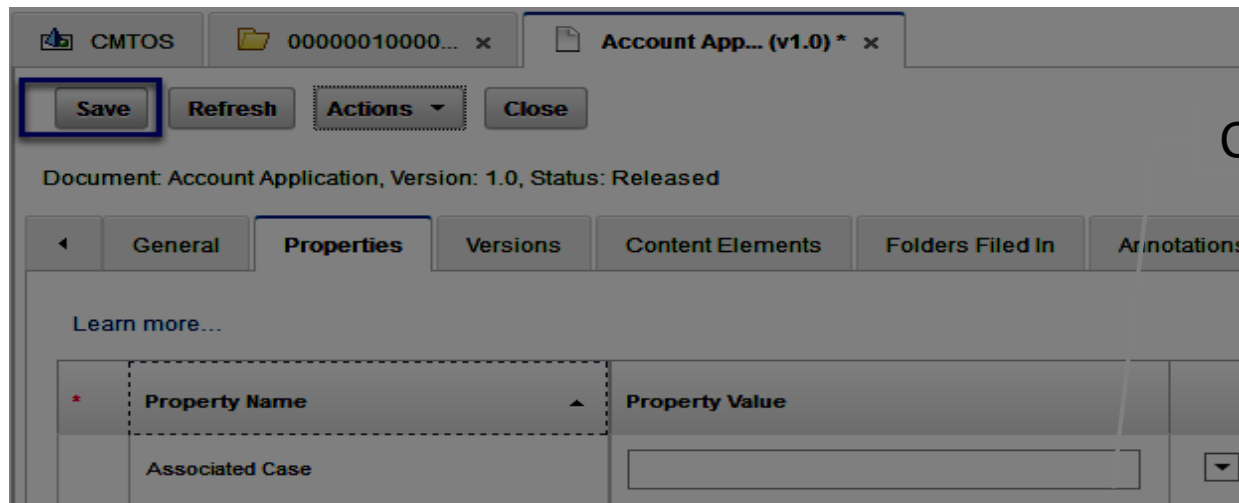 CMTOS 00000010000... x Account App... (v1.0) * x
Save Refresh Actions Close
Document: Account Application, Version: 1.0, Status: Released
General Properties Versions Content Elements Folders Filed In Annotations
Learn more...
* Property Name Property Value
Associated Case